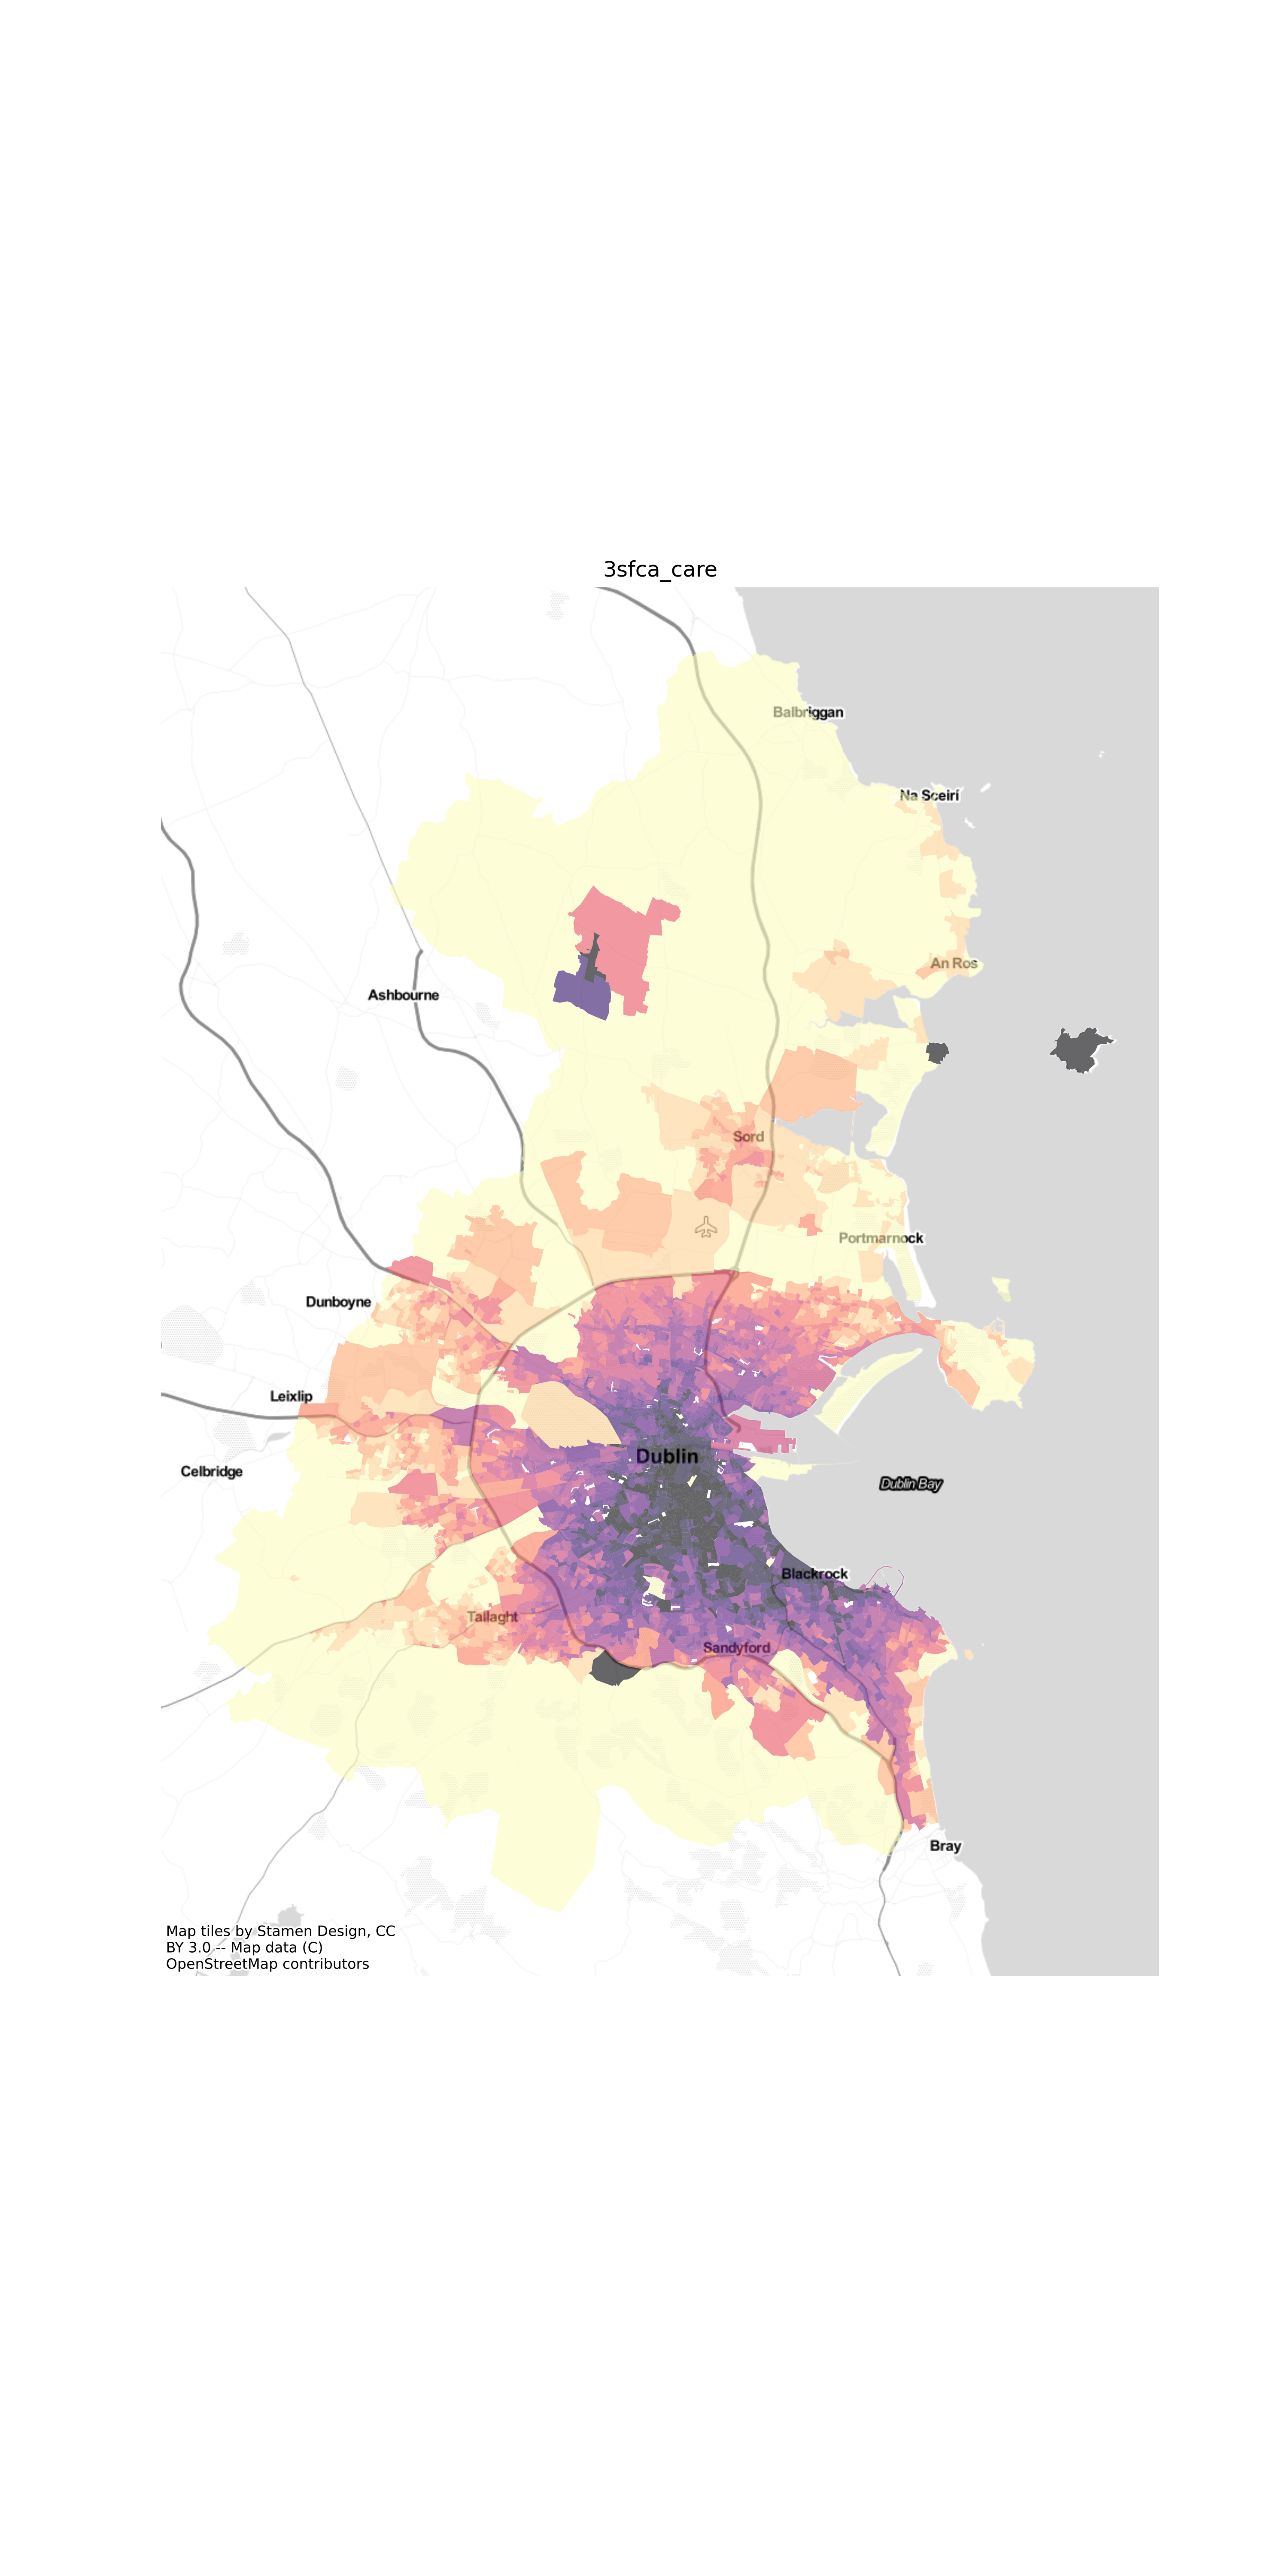 3sfca_care
Balbriggan
Na Sceirí
An Ros
Ashbourne
Sord
Portmarnock
Dunboyne
Leixlip
Dublin
Celbridge
Dublin Bay
Blackrock
Tallaght
Sandyford
Bray
Map tiles by Stamen Design, CC
BY 3.0 -- Map data (C)
OpenStreetMap contributors